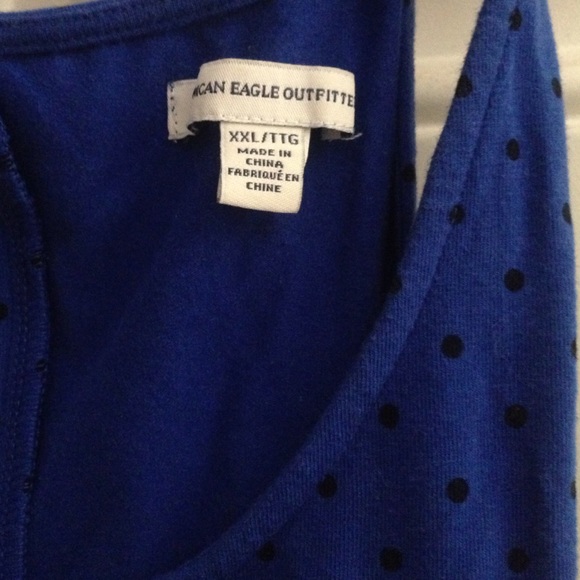 ICAN EAGLE OUTFITTE
XXL/TTG
MADE IN
CHINA
FABRIQUÉ EN
CHINE